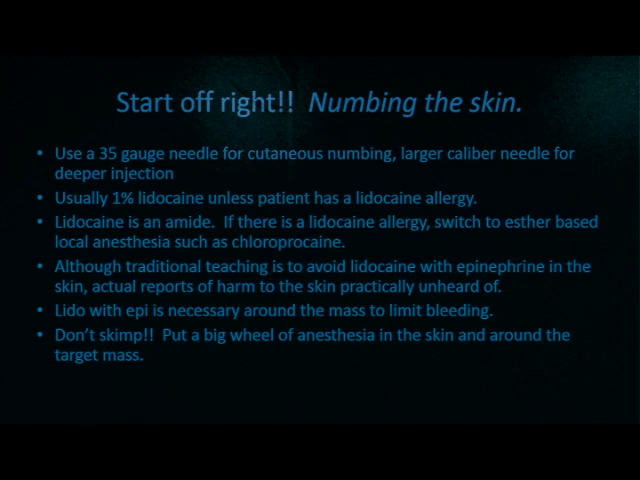 Start off right!! Numbing the skin.
• Use a 35 gauge needle for cutaneous numbing, larger caliber needle for
deeper injection
• Usually 1% lidocaine unless patient has a lidocaine allergy.
• Lidocaine is an amide. If there is a lidocaine allergy, switch to esther based
local anesthesia such as chloroprocaine.
• Although traditional teaching is to avoid lidocaine with epinephrine in the
skin, actual reports of harm to the skin practically unheard of.
• Lido with epi is necessary around the mass to limit bleeding.
• Don't skimp!! Put a big wheel of anesthesia in the skin and around the
target mass.